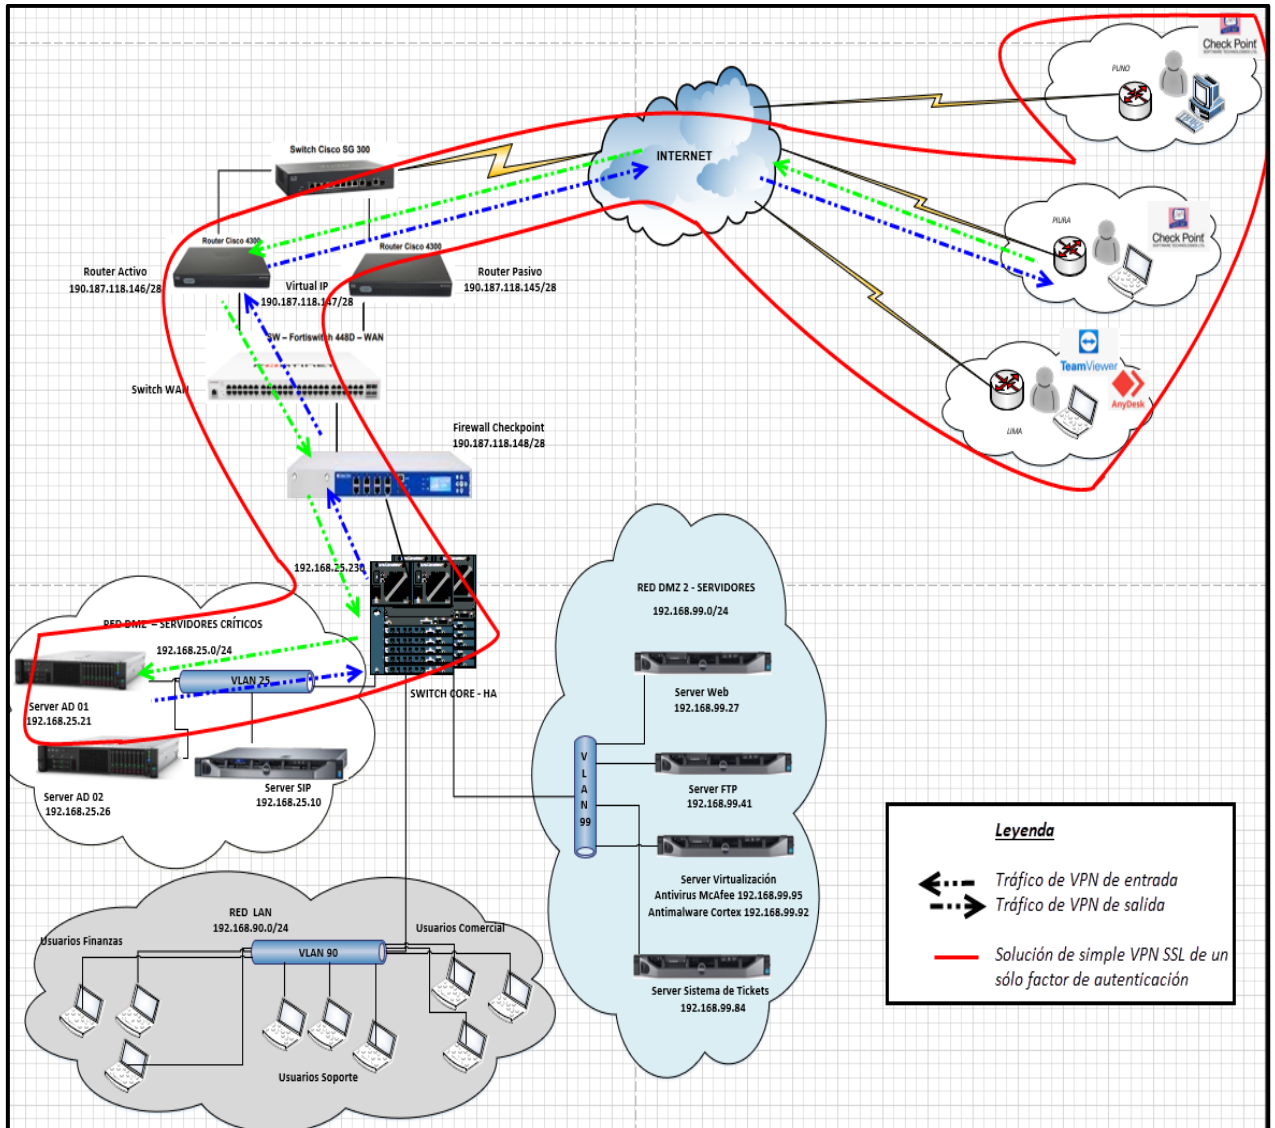 Check Point
SOFTWARE TECHNOLOGIES LTD.
PUNO
INTERNET
Switch Cisco SG 300
PIURA
Check Point
SOFTWARE TECHNOLOGIES LTD.
Router Cisco 4300
Router Cisco 4300
Router Activo
190.187.118.146/28
Virtual IP
190.187.118.147/28
Router Pasivo
190.187.118.145/28
SW – Fortiswitch 448D – WAN
Switch WAN
TeamViewer
AnyDesk
LIMA
Firewall Checkpoint
190.187.118.148/28
192.168.25.230
RED DMZ – SERVIDORES CRÍTICOS
192.168.25.0/24
VLAN 25
SWITCH CORE - HA
Server AD 01
192.168.25.21
Server AD 02
192.168.25.26
Server SIP
192.168.25.10
RED DMZ 2 - SERVIDORES
192.168.99.0/24
Server Web
192.168.99.27
VLAN 99
Server FTP
192.168.99.41
Server Virtualización
Antivirus McAfee 192.168.99.95
Antimalware Cortex 192.168.99.92
Server Sistema de Tickets
192.168.99.84
RED LAN
192.168.90.0/24
Usuarios Finanzas
Usuarios Comercial
VLAN 90
Usuarios Soporte
Leyenda
Tráfico de VPN de entrada
Tráfico de VPN de salida
Solución de simple VPN SSL de un
sólo factor de autenticación